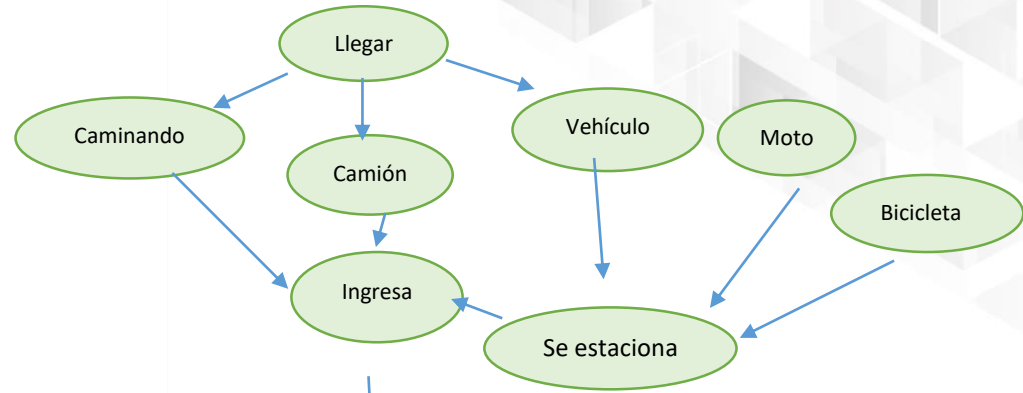 Llegar
Caminando
Camión
Vehículo
Moto
Bicicleta
Ingresa
Se estaciona